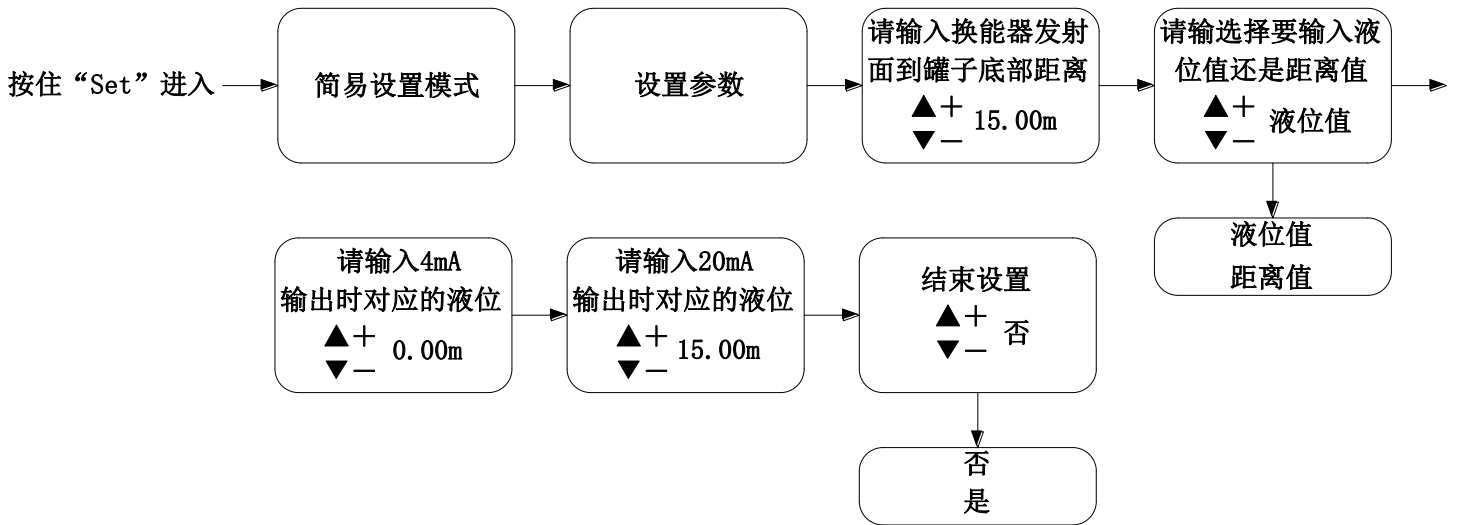 按住“Set”进入
简易设置模式
设置参数
请输入换能器发射
面到罐子底部距离
▲+
▼-
15.00m
请输选择要输入液
位值还是距离值
▲+
▼-
液位值
液位值
距离值
请输入4mA
输出时对应的液位
▲+
▼-
0.00m
请输入20mA
输出时对应的液位
▲+
▼-
15.00m
结束设置
▲+
▼-
否
否
是